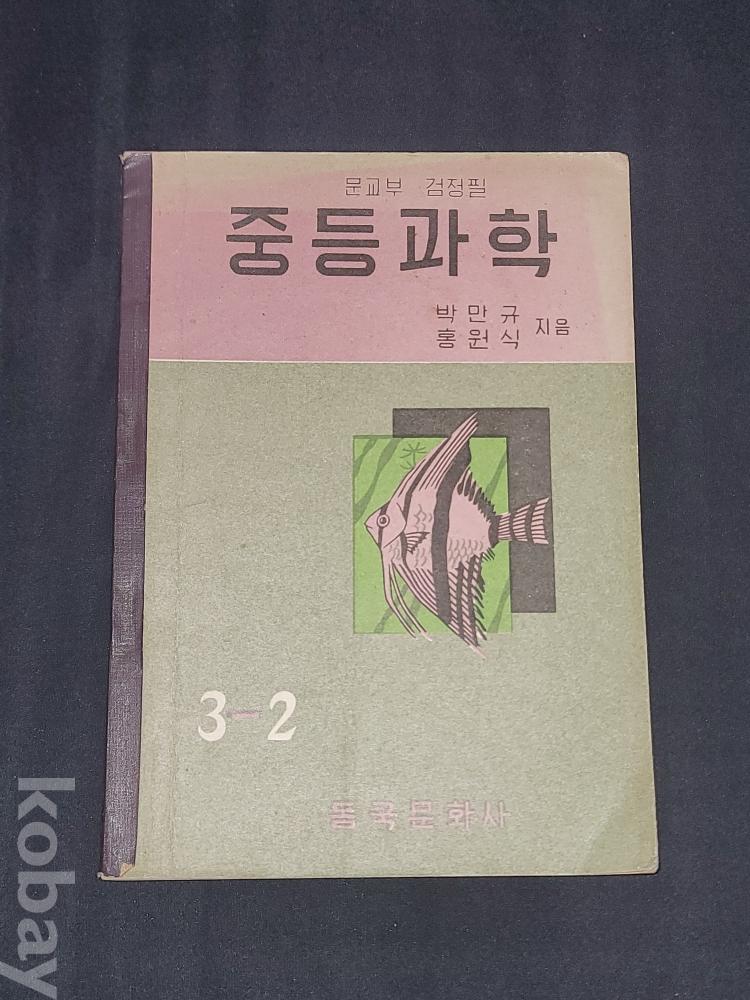 문교부 검정필
중등과학
박만규
홍원식 지음
3-2
동국문화사
kobay